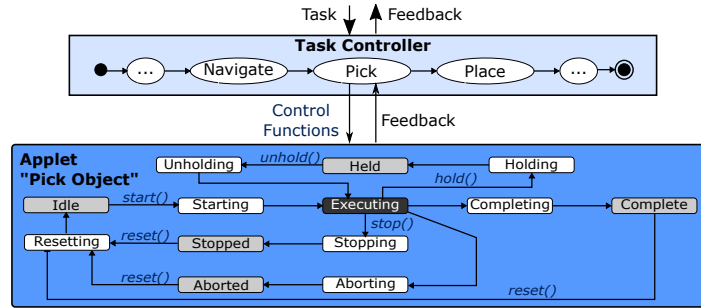 Task
Feedback
Task Controller
...
Navigate
Pick
Place
...
Control
Functions
Feedback
Applet
"Pick Object"
Unholding
unhold()
Held
Holding
hold()
Idle
start()
Starting
Executing
Completing
Complete
stop()
Resetting
reset()
Stopped
Stopping
reset()
Aborted
Aborting
reset()